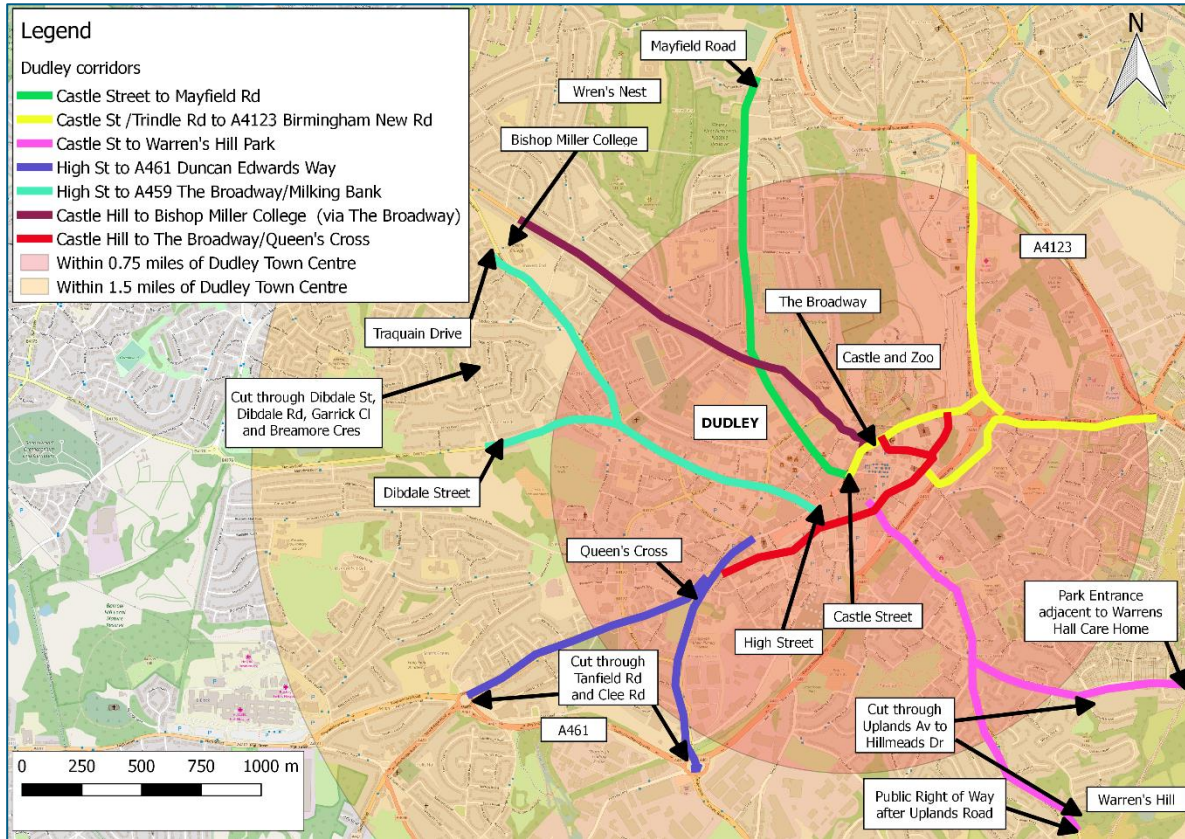 Legend
Dudley corridors
Castle Street to Mayfield Rd
Castle St /Trindle Rd to A4123 Birmingham New Rd
Castle St to Warren's Hill Park
High St to A461 Duncan Edwards Way
High St to A459 The Broadway/Milking Bank
Castle Hill to Bishop Miller College (via The Broadway)
Castle Hill to The Broadway/Queen's Cross
Within 0.75 miles of Dudley Town Centre
Within 1.5 miles of Dudley Town Centre
Mayfield Road
N
Wren's Nest
Bishop Miller College
A4123
The Broadway
Traquain Drive
Castle and Zoo
Cut through Dibdale St,
Dibdale Rd, Garrick Cl
and Breamore Cres
DUDLEY
Dibdale Street
Queen's Cross
Castle Street
High Street
Park Entrance
adjacent to Warrens
Hall Care Home
Cut through
Tanfield Rd
and Clee Rd
A461
Cut through
Uplands Av to
Hillmeads Dr
Public Right of Way
after Uplands Road
Warren's Hill
0 250 500 750 1000 m